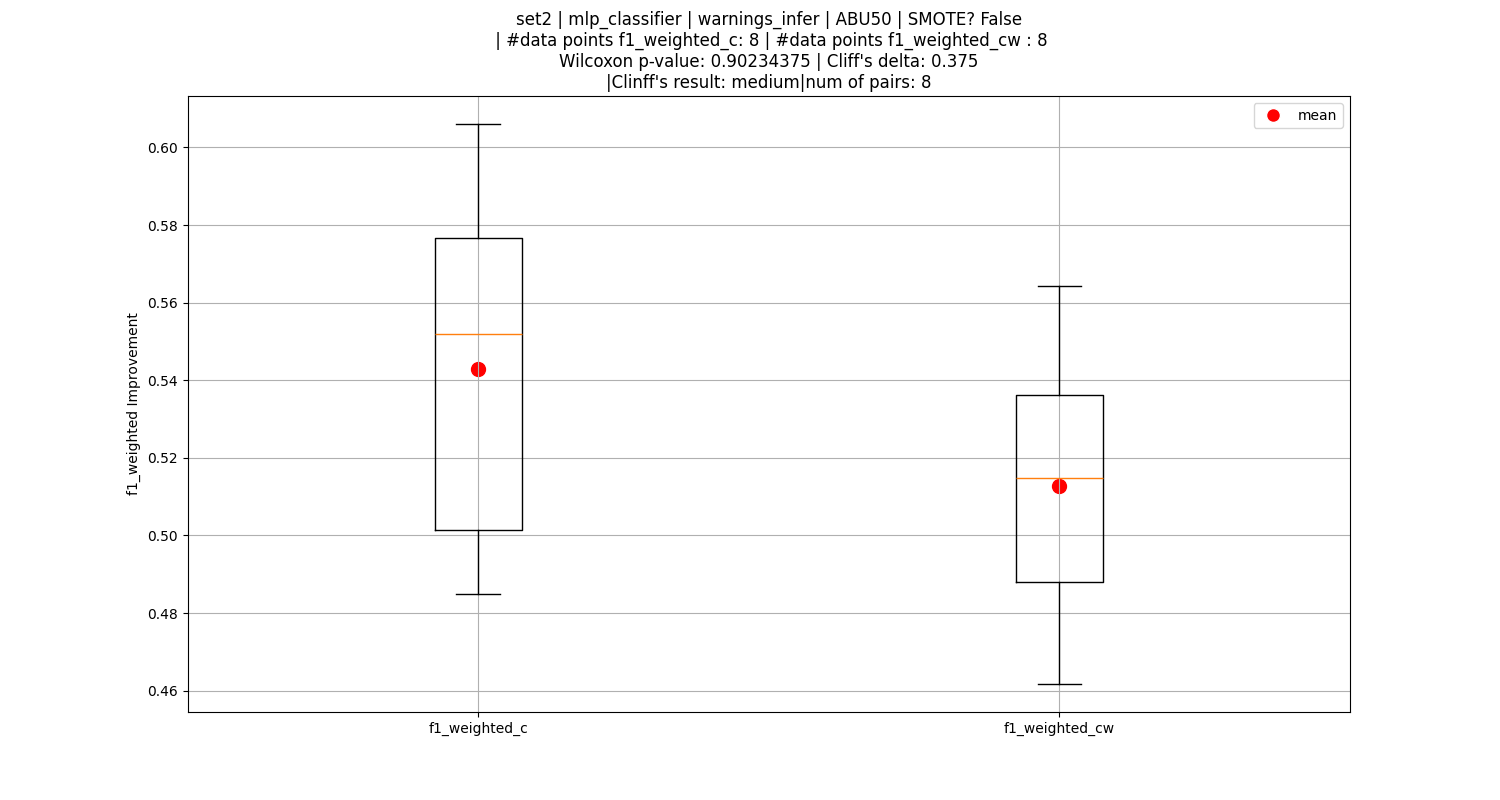 set2 | mlp_classifier | warnings_infer | ABU50 | SMOTE? False
| #data points f1_weighted_c: 8 | #data points f1_weighted_cw : 8
Wilcoxon p-value: 0.90234375 | Cliff's delta: 0.375
|Clinff's result: medium|num of pairs: 8
mean
0.60
0.58
0.56
0.54
0.52
0.50
0.48
0.46
f1_weighted Improvement
f1_weighted_c
f1_weighted_cw